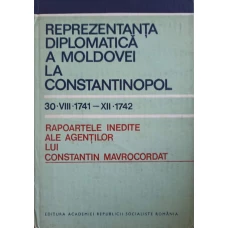 REPREZENTANȚA
DIPLOMATICĂ
A MOLDOVEI
LA
CONSTANTINOPOL
30·VIII·1741–XII·1742
RAPOARTELE INEDITE
ALE AGENȚILOR
LUI
CONSTANTIN MAVROCORDAT
EDITURA ACADEMIEI REPUBLICII SOCIALISTE ROMÂNIA